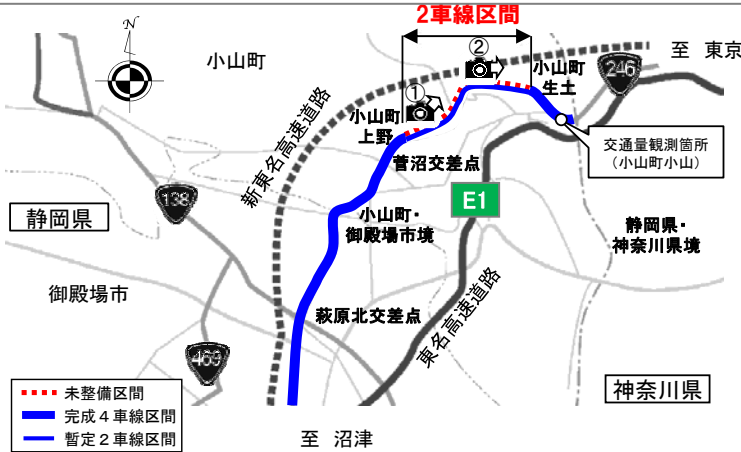 2車線区間
N
小山町
②
至 東京
小山町
生土
246
①
小山町
上野
交通量観測箇所
(小山町小山)
菅沼交差点
新東名高速道路
138
E1
静岡県
小山町・
御殿場市境
静岡県・
神奈川県境
御殿場市
萩原北交差点
東名高速道路
469
未整備区間
完成4車線区間
暫定2車線区間
神奈川県
至 沼津